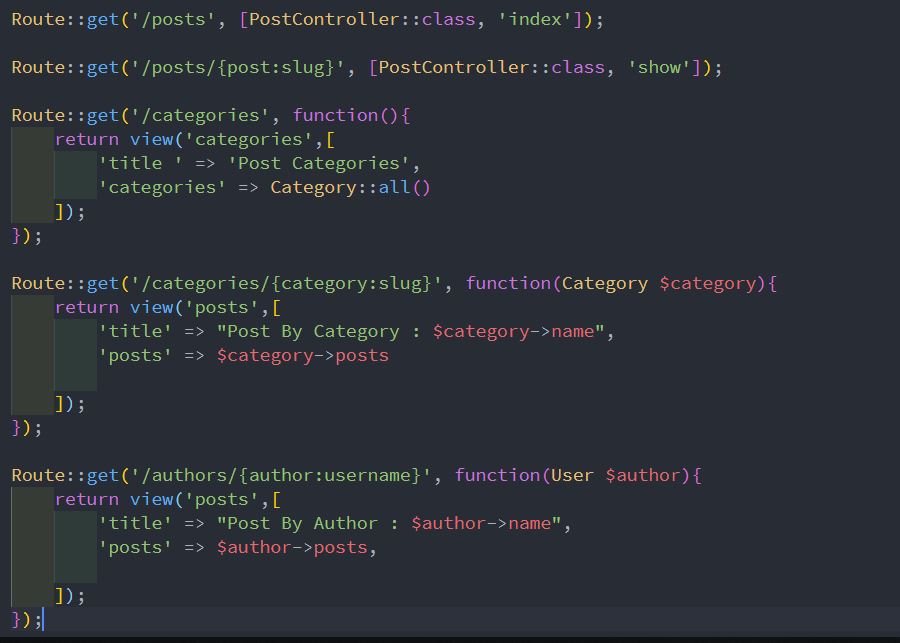 Route::get('/posts', [PostController::class, 'index']);
Route::get('/posts/{post:slug}', [PostController::class, 'show']);
Route::get('/categories', function(){
return view('categories',[
'title ' => 'Post Categories',
'categories' => Category::all()
]);
});
Route::get('/categories/{category:slug}', function(Category $category){
return view('posts',[
'title' => "Post By Category : $category->name",
'posts' => $category->posts
]);
});
Route::get('/authors/{author:username}', function(User $author){
return view('posts',[
'title' => "Post By Author : $author->name",
'posts' => $author->posts,
]);
});